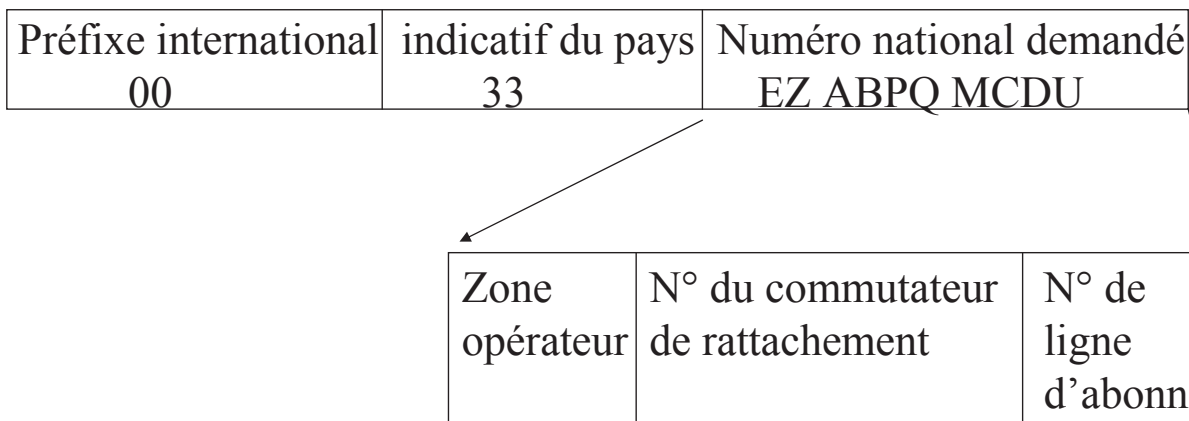 Préfixe international indicatif du pays Numéro national demandé
00 33 EZ ABPQ MCDU
Zone N° du commutateur N° de
opérateur de rattachement ligne
d’abonn